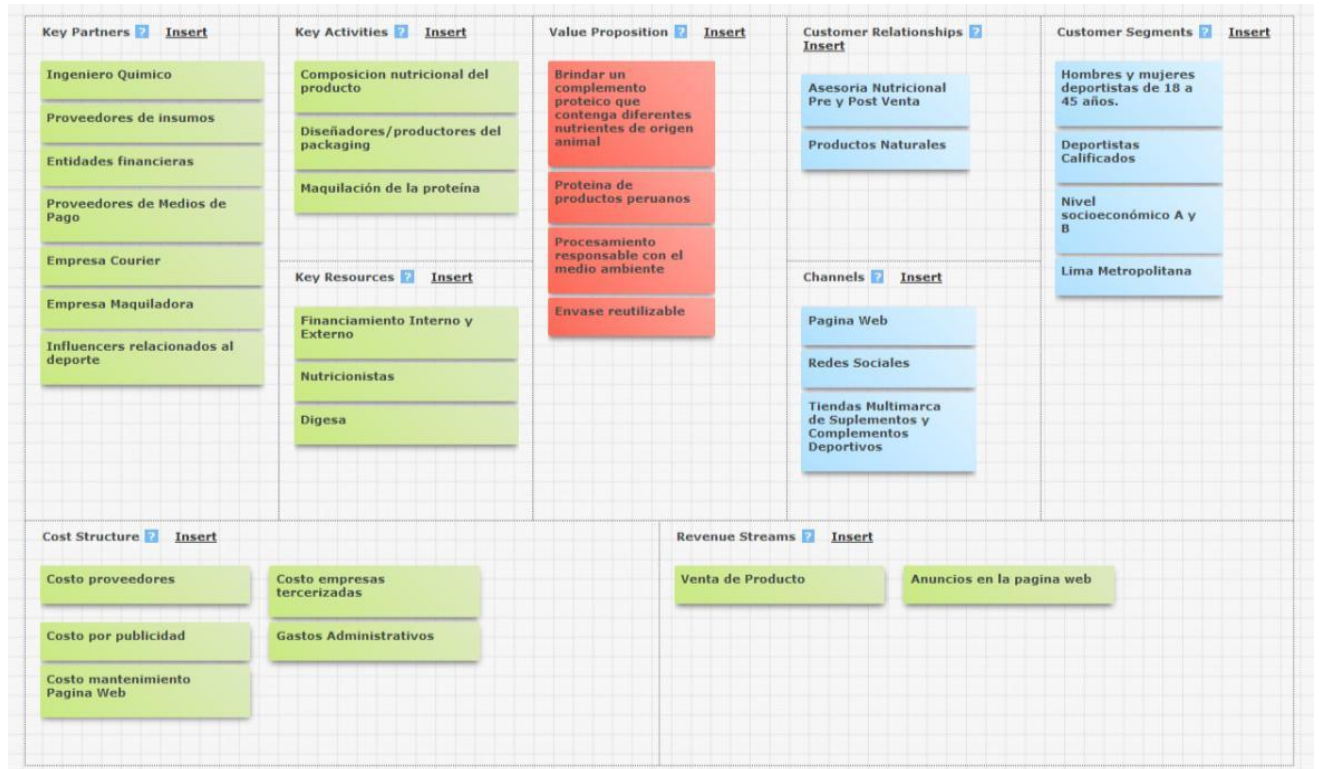 Key Partners ? Insert
Ingeniero Quimico
Proveedores de insumos
Entidades financieras
Proveedores de Medios de
Pago
Empresa Courier
Empresa Maquiladora
Influencers relacionados al
deporte
Key Activities ? Insert
Composicion nutricional del
producto
Diseñadores/productores del
packaging
Maquilación de la proteína
Key Resources ? Insert
Financiamiento Interno y
Externo
Nutricionistas
Digesa
Value Proposition ? Insert
Brindar un
complemento
proteico que
contenga diferentes
nutrientes de origen
animal
Proteina de
productos peruanos
Procesamiento
responsable con el
medio ambiente
Envase reutilizable
Customer Relationships ?
Insert
Asesoria Nutricional
Pre y Post Venta
Productos Naturales
Channels ? Insert
Pagina Web
Redes Sociales
Tiendas Multimarca
de Suplementos y
Complementos
Deportivos
Customer Segments ? Insert
Hombres y mujeres
deportistas de 18 a
45 años.
Deportistas
Calificados
Nivel
socioeconómico A y
B
Lima Metropolitana
Cost Structure ? Insert
Costo proveedores
Costo empresas
tercerizadas
Costo por publicidad
Gastos Administrativos
Costo mantenimiento
Pagina Web
Revenue Streams ? Insert
Venta de Producto
Anuncios en la pagina web